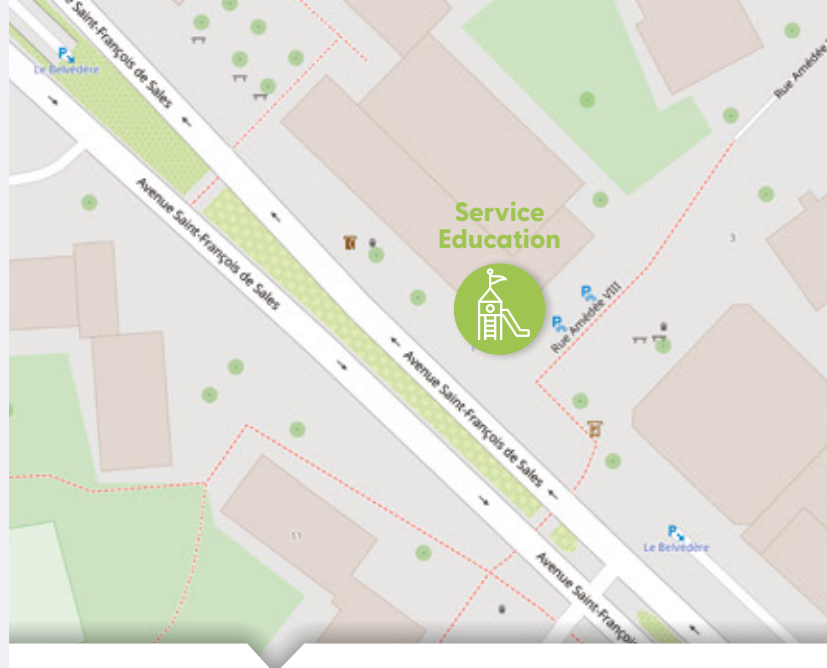 e Saint-François de Sales
P
Le Belvédère
Rue Amédée V
Avenue Saint-François de Sales
Service
Education
3
P
P
Rue Amédée VIII
Avenue Saint-François de Sales
11
P
Le Belvédère
Avenue Saint-François